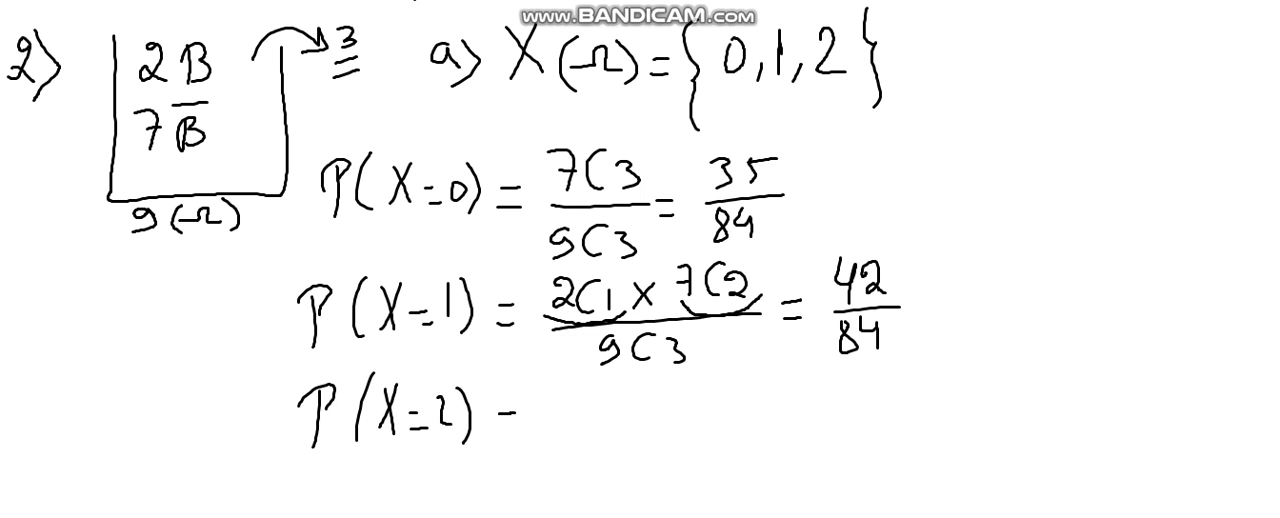 www.BANDICAM.com
2) 2B 3 a) X(Ω) = {0, 1, 2}
7B̅
9(Ω)
P(X=0) = 7C3/9C3 = 35/84
P(X=1) = 2C1 × 7C2/9C3 = 42/84
P(X=2) -